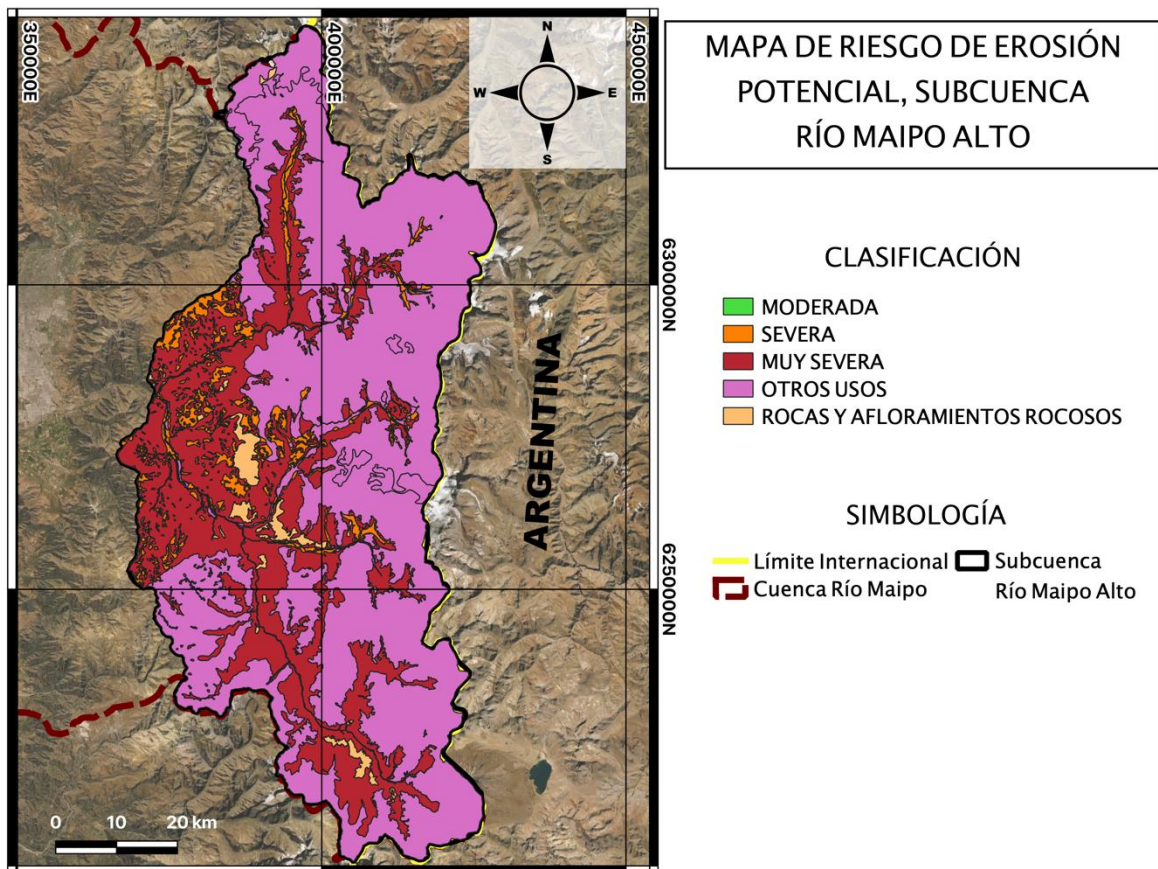 350000E
400000E
450000E
N
W
E
S
6300000N
6250000N
ARGENTINA
0 10 20 km
MAPA DE RIESGO DE EROSIÓN
POTENCIAL, SUBCUENCA
RÍO MAIPO ALTO
CLASIFICACIÓN
MODERADA
SEVERA
MUY SEVERA
OTROS USOS
ROCAS Y AFLORAMIENTOS ROCOSOS
SIMBOLOGÍA
Límite Internacional
Subcuenca
Cuenca Río Maipo
Río Maipo Alto